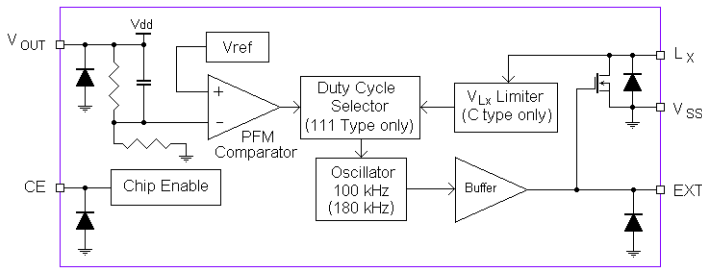 V OUT
Vdd
Vref
+
−
PFM
Comparator
Duty Cycle
Selector
(111 Type only)
VLx Limiter
(C type only)
LX
VSS
CE
Chip Enable
Oscillator
100 kHz
(180 kHz)
Buffer
EXT